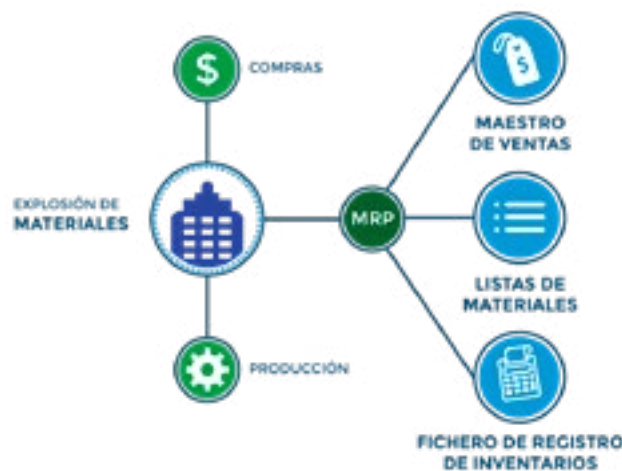 $
COMPRAS
$
MAESTRO
DE VENTAS
EXPLOSIÓN DE
MATERIALES
MRP
LISTAS DE
MATERIALES
PRODUCCIÓN
FICHERO DE REGISTRO
DE INVENTARIOS